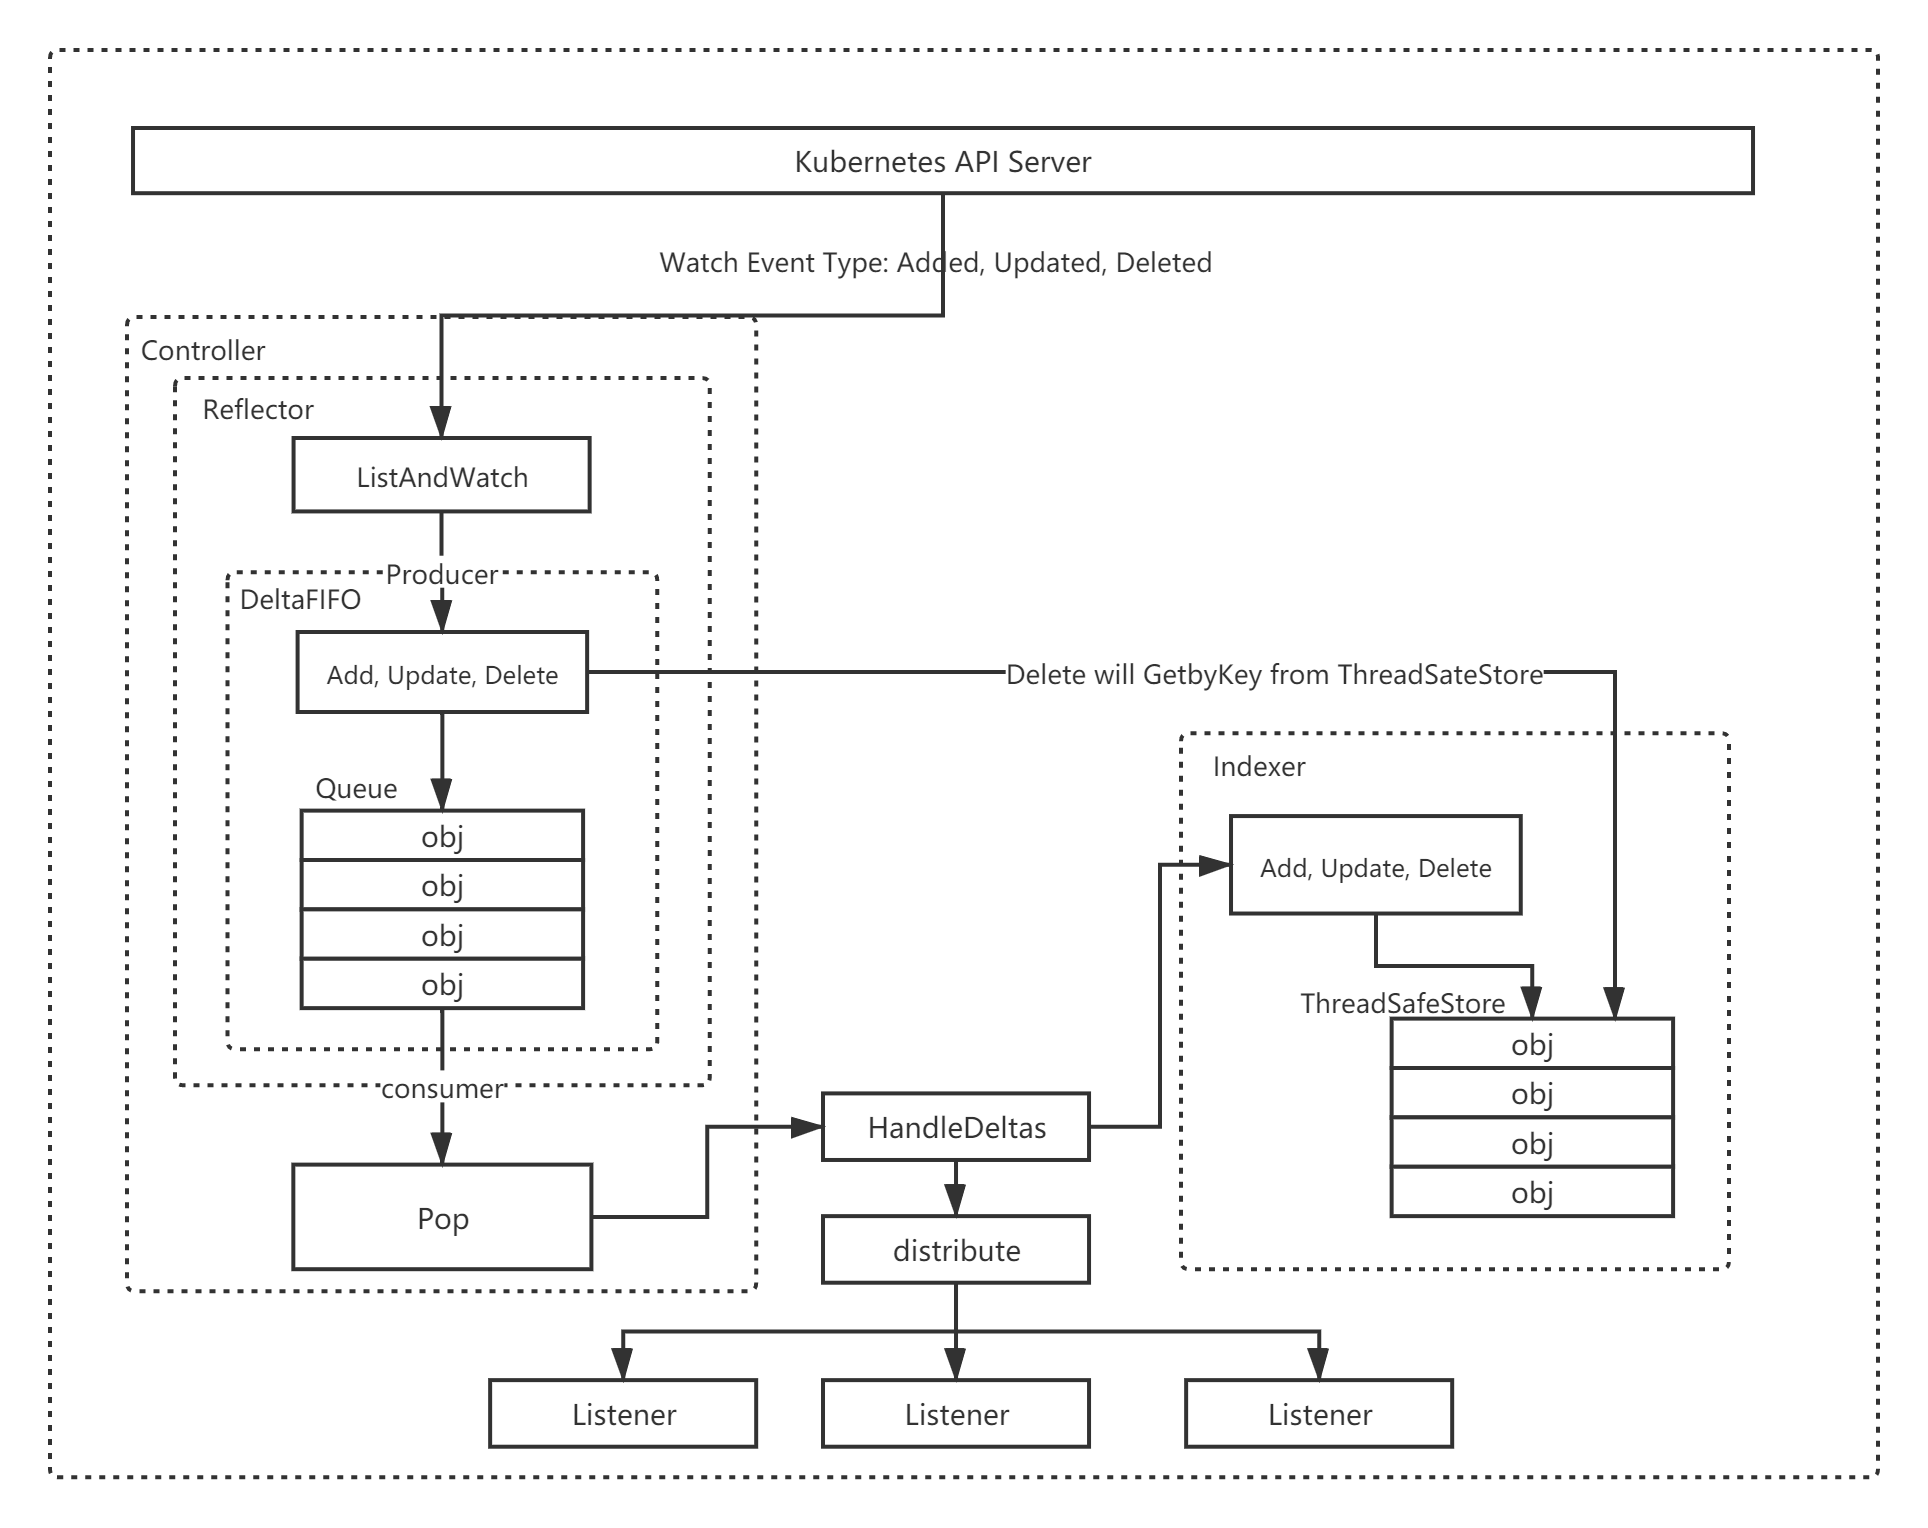 Kubernetes API Server
Watch Event Type: Added, Updated, Deleted
Controller
Reflector
ListAndWatch
Producer
DeltaFIFO
Add, Update, Delete
Delete will GetbyKey from ThreadSateStore
Queue
obj
obj
obj
obj
consumer
Pop
HandleDeltas
distribute
Indexer
Add, Update, Delete
ThreadSafeStore
obj
obj
obj
obj
Listener
Listener
Listener